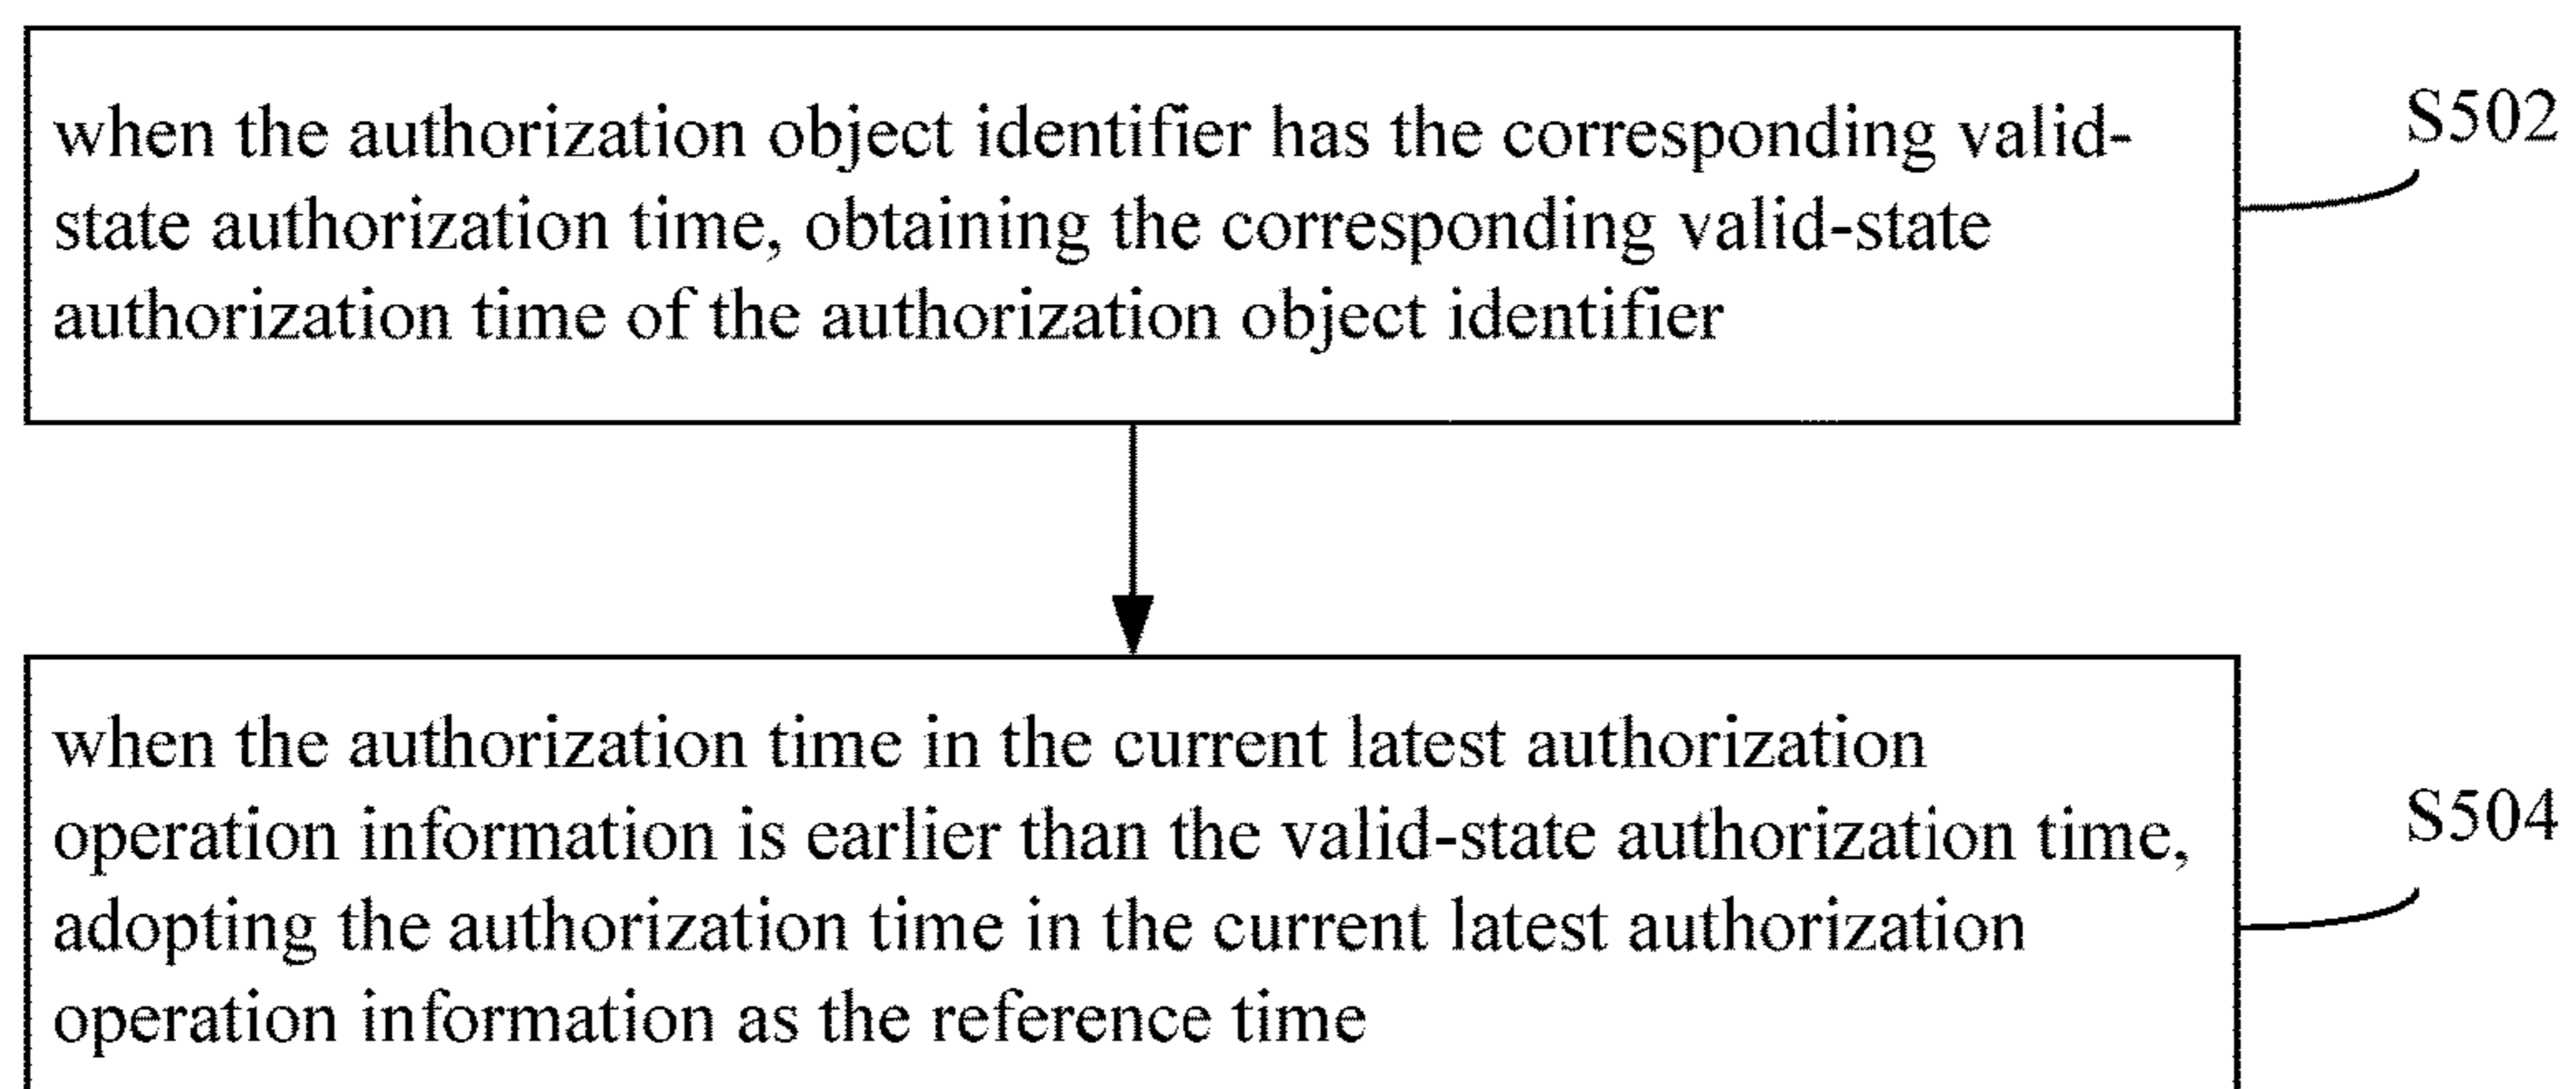 when the authorization object identifier has the corresponding valid-
state authorization time, obtaining the corresponding valid-state
authorization time of the authorization object identifier
S502
when the authorization time in the current latest authorization
operation information is earlier than the valid-state authorization time,
adopting the authorization time in the current latest authorization
operation information as the reference time
S504